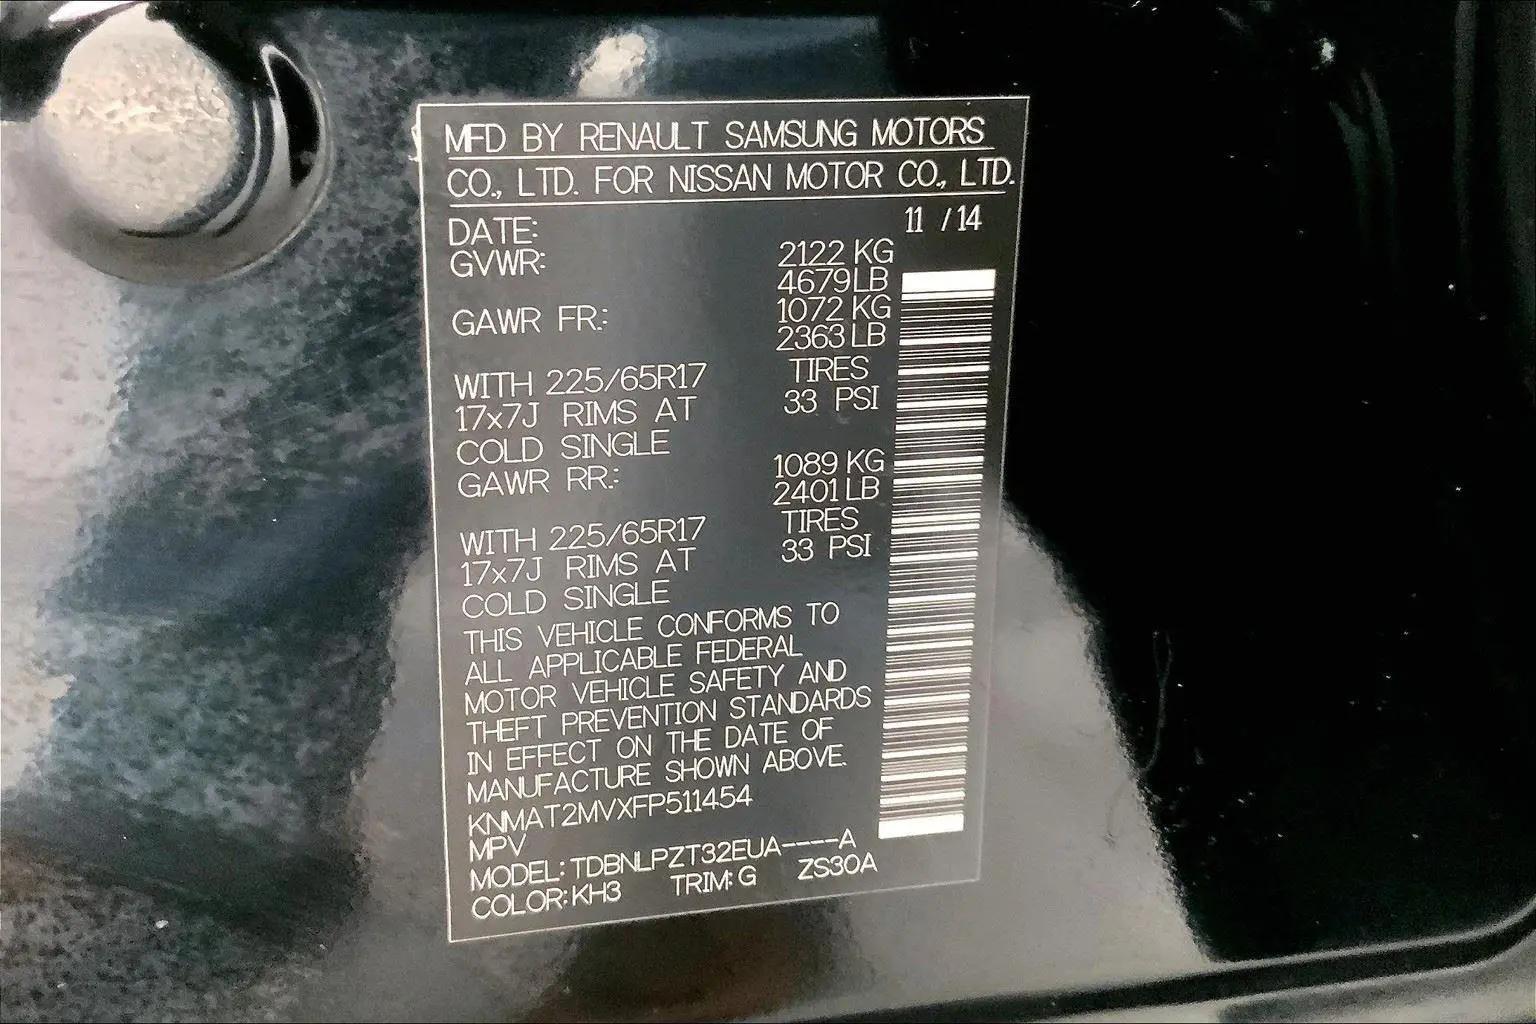 MFD BY RENAULT SAMSUNG MOTORS
CO., LTD. FOR NISSAN MOTOR CO., LTD.
DATE: 11 /14
GVWR: 2122 KG
4679 LB
GAWR FR.: 1072 KG
2363 LB
WITH 225/65R17 TIRES
17x7J RIMS AT 33 PSI
COLD SINGLE
GAWR RR.: 1089 KG
2401 LB
WITH 225/65R17 TIRES
17x7J RIMS AT 33 PSI
COLD SINGLE
THIS VEHICLE CONFORMS TO
ALL APPLICABLE FEDERAL
MOTOR VEHICLE SAFETY AND
THEFT PREVENTION STANDARDS
IN EFFECT ON THE DATE OF
MANUFACTURE SHOWN ABOVE.
KNMAT2MVXFP511454
MPV
MODEL: TDBNLPZT32EUA----A
COLOR: KH3 TRIM: G ZS30A